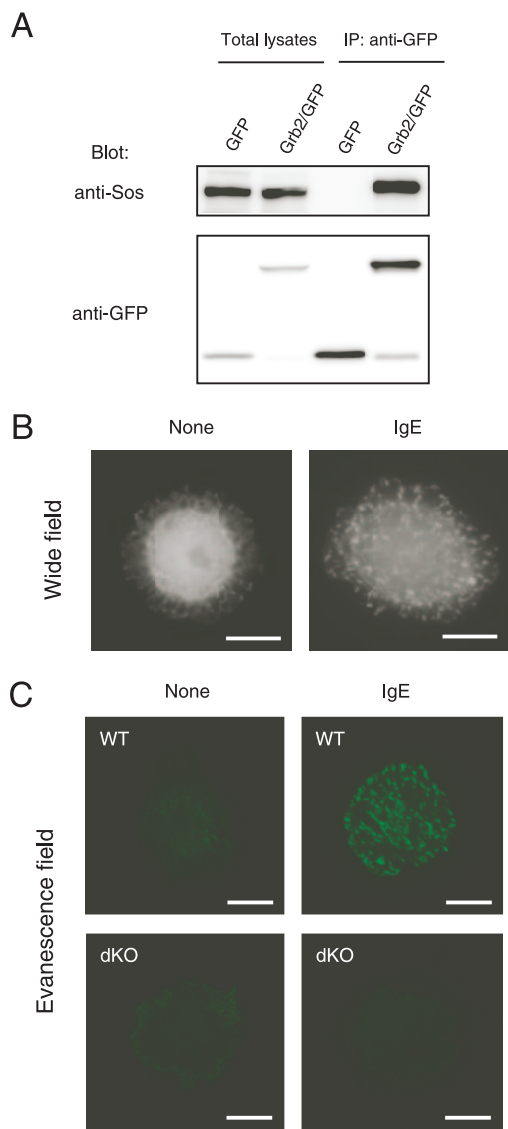 A
Total lysates IP: anti-GFP
GFP Grb2/GFP GFP Grb2/GFP
Blot:
anti-Sos
anti-GFP
B
None IgE
Wide field
C
None IgE
Evanescence field
WT WT
dKO dKO